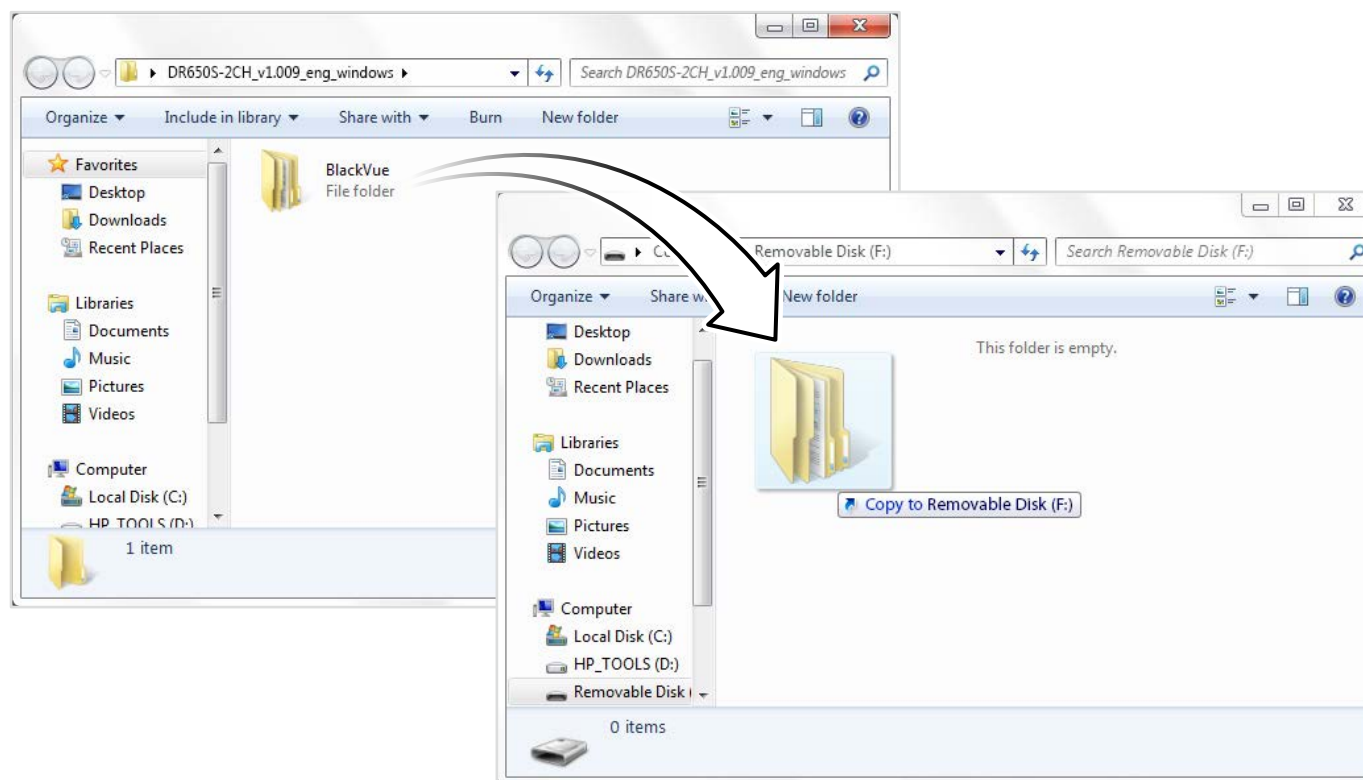 DR650S-2CH_v1.009_eng_windows
Search DR650S-2CH_v1.009_eng_windows
Organize Include in library Share with Burn New folder
Favorites
Desktop
Downloads
Recent Places
Libraries
Documents
Music
Pictures
Videos
Computer
Local Disk (C:)
HP_TOOLS (D:)
BlackVue
File folder
1 item
Removable Disk (F:)
Search Removable Disk (F:)
Organize Share New folder
Desktop
Downloads
Recent Places
Libraries
Documents
Music
Pictures
Videos
Computer
Local Disk (C:)
HP_TOOLS (D:)
Removable Disk (
This folder is empty.
Copy to Removable Disk (F:)
0 items